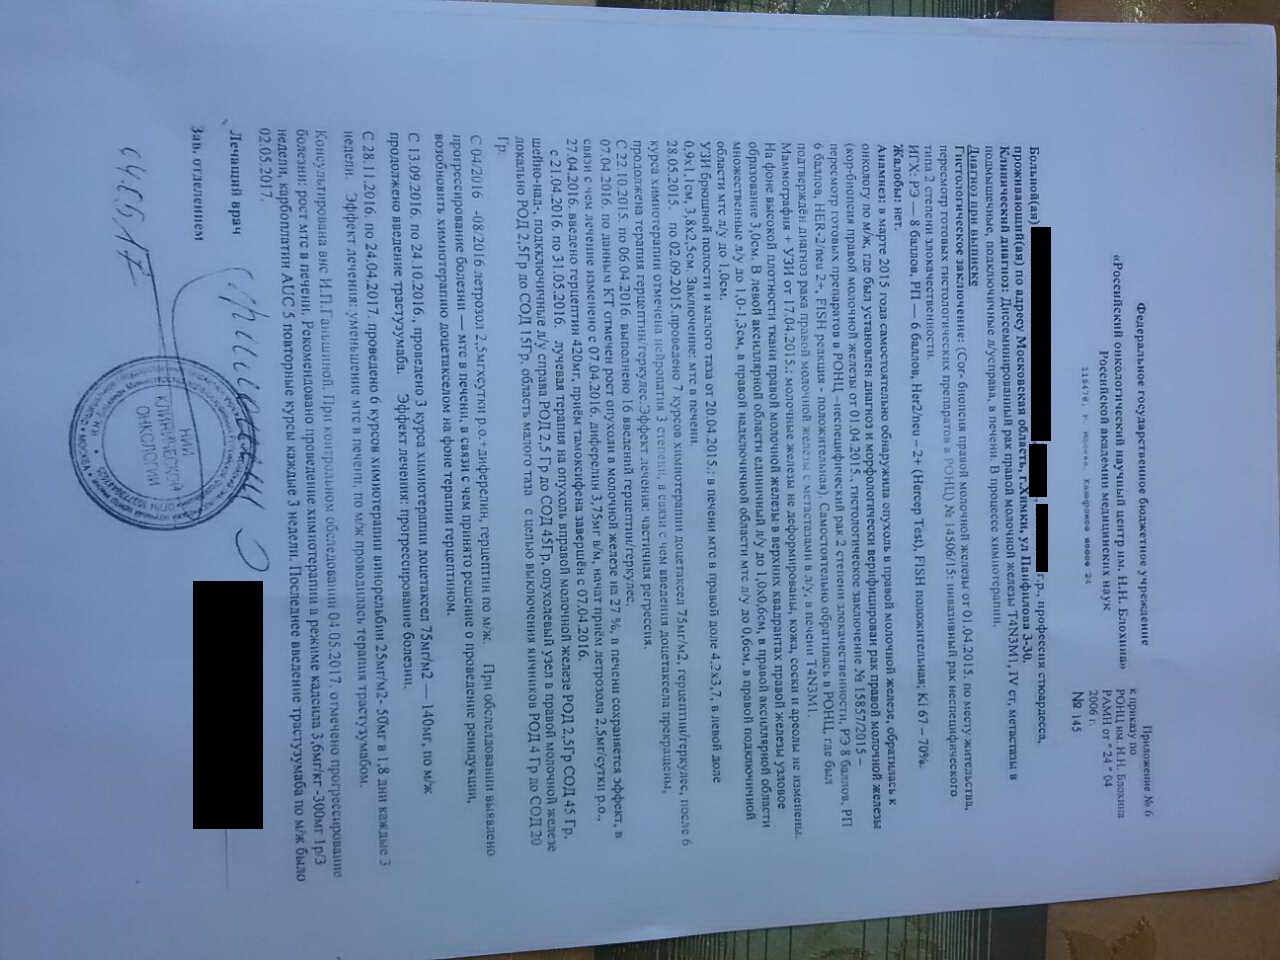 Приложение № 6
к приказу по
РОНЦ им. Н.Н. Блохина
РАМН от " 24 " 04
2006 г.
№ 145
Федеральное государственное бюджетное учреждение
«Российский онкологический научный центр им. Н.Н. Блохина»
Российской академии медицинских наук
115478, г. Москва, Каширское шоссе 24
Больной(ая)
г.р., профессия стюардесса,
проживающий(ая) по адресу Московская область, г.Химки, ул Панфилова 3-30.
Клинический диагноз: Диссеминированный рак правой молочной железы T4N3M1, IV ст, метастазы в
подмышечные, подключичные л/у справа, в печени. В процессе химиотерапии.
Диагноз при выписке
Гистологическое заключение: (Cor- биопсия правой молочной железы от 01.04.2015. по месту жительства,
пересмотр готовых гистологических препаратов в РОНЦ) № 14506/15: инвазивный рак неспецифического
типа 2 степени злокачественности.
ИГХ: РЭ — 8 баллов, РП — 6 баллов, Her2/neu – 2+ (Hercep Test), FISH положительная; Ki 67 – 70%.
Жалобы: нет.
Анамнез: в марте 2015 года самостоятельно обнаружила опухоль в правой молочной железе, обратилась к
онкологу по м/ж, где был установлен диагноз и морфологически верифицирован рак правой молочной железы
(кор-биопсия правой молочной железы от 01.04.2015., гистологическое заключение № 15857/2015 –
пересмотр готовых препаратов в РОНЦ –неспецифический рак 2 степени злокачественности, РЭ 8 баллов, РП
6 баллов, HER-2/neu 2+, FISH реакция - положительная). Самостоятельно обратилась в РОНЦ, где был
подтверждён диагноз рака правой молочной железы с метастазами в л/у, в печени T4N3M1.
Маммография + УЗИ от 17.04.2015.: молочные железы не деформированы, кожа, соски и ареолы не изменены.
На фоне высокой плотности ткани правой молочной железы в верхних квадрантах правой железы узловое
образование 3,0см. В левой аксиллярной области единичный л/у до 1,0х0,6см, в правой аксиллярной области
множественные л/у до 1,0-1,3см, в правой надключичной области мтс л/у до 0,6см, в правой подключичной
области мтс л/у до 1,0см.
УЗИ брюшной полости и малого таза от 20.04.2015.: в печени мтс в правой доле 4,2х3,7, в левой доле
0,9х1,1см, 3,8х2,5см. Заключение: мтс в печени.
28.05.2015. по 02.09.2015.проведено 7 курсов химиотерапии доцетаксел 75мг/м2, герцептин/геркулес, после 6
курса химиотерапии отмечена нейропатия 3 степени, в связи с чем введения доцетаксела прекращены,
продолжена терапия герцептин/геркулес.Эффект лечения: частичная регрессия.
С 22.10.2015. по 06.04.2016. выполнено 16 введений герцептин/геркулес.
07.04.2016. по данным КТ отмечен рост опухоли в молочной железе на 27 %, в печени сохраняется эффект, в
связи с чем лечение изменено с 07.04.2016. диферелин 3,75мг в/м, начат приём летрозола 2,5мг/сутки р.о.,
27.04.2016. введено герцептин 420мг, приём тамоксифена завершён с 07.04.2016.
с 21.04.2016. по 31.05.2016. лучевая терапия на опухоль в правой молочной железе РОД 2,5Гр СОД 45 Гр,
шейно-над-, подключичные л/у справа РОД 2,5 Гр до СОД 45Гр, опухолевый узел в правой молочной железе
локально РОД 2,5Гр до СОД 15Гр, область малого таза с целью выключения яичников РОД 4 Гр до СОД 20
Гр.
С 04/2016 -08/2016 летрозол 2,5мгxсутки р.о.+диферелин, герцептин по м/ж. При обследовании выявлено
прогрессирование болезни — мтс в печени, в связи с чем принято решение о проведение реиндукции,
возобновить химиотерапию доцетакселом на фоне терапии герцептином.
С 13.09.2016. по 24.10.2016., проведено 3 курса химиотерапии доцетаксел 75мг/м2 — 140мг, по м/ж
продолжено введение трастузумаба. Эффект лечения: прогрессирование болезни.
С 28.11.2016. по 24.04.2017. проведено 6 курсов химиотерапии винорельбин 25мг/м2- 50мг в 1,8 дни каждые 3
недели. Эффект лечения: уменьшение мтс в печени, по м/ж проводилась терапия трастузумабом.
Консультирована внс И.П.Ганьшиной. При контрольном обследовании 04.05.2017. отмечено прогрессирование
болезни: рост мтс в печени. Рекомендовано проведение химиотерапии в режиме кадсила 3,6мг/кг -300мг 1р/3
недели, карбоплатин AUC 5 повторные курсы каждые 3 недели. Последнее введение трастузумаба по м/ж было
02.05.2017.
Лечащий врач
Зав. отделением
НИИ
КЛИНИЧЕСКОЙ
ОНКОЛОГИИ